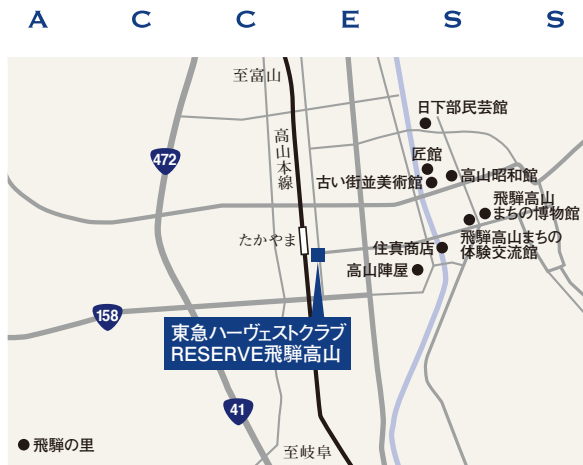 ACCESS
至富山
日下部民芸館
高山本線
472
匠館
高山昭和館
古い街並美術館
飛騨高山
まちの博物館
たかやま
住真商店
飛騨高山まちの
体験交流館
高山陣屋
158
東急ハーヴェストクラブ
RESERVE飛騨高山
41
飛騨の里
至岐阜